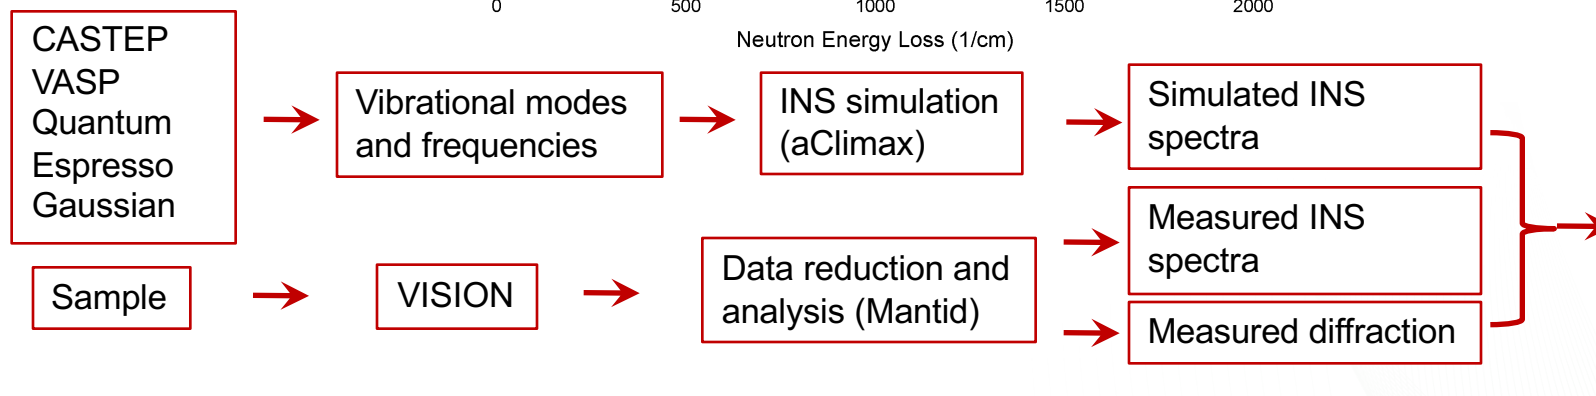 0 500 1000 1500 2000
Neutron Energy Loss (1/cm)
CASTEP
VASP
Quantum
Espresso
Gaussian
Vibrational modes
and frequencies
INS simulation
(aClimax)
Simulated INS
spectra
Sample
VISION
Data reduction and
analysis (Mantid)
Measured INS
spectra
Measured diffraction